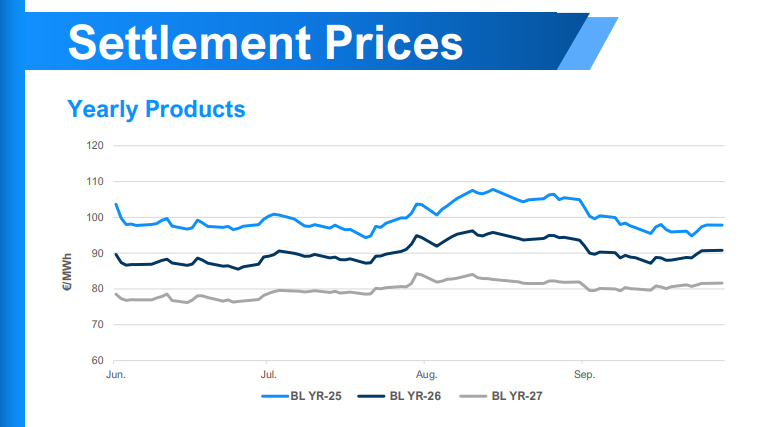 Settlement Prices
Yearly Products
120
110
100
90
80
70
60
€/MWh
Jun. Jul. Aug. Sep.
BL YR-25 BL YR-26 BL YR-27